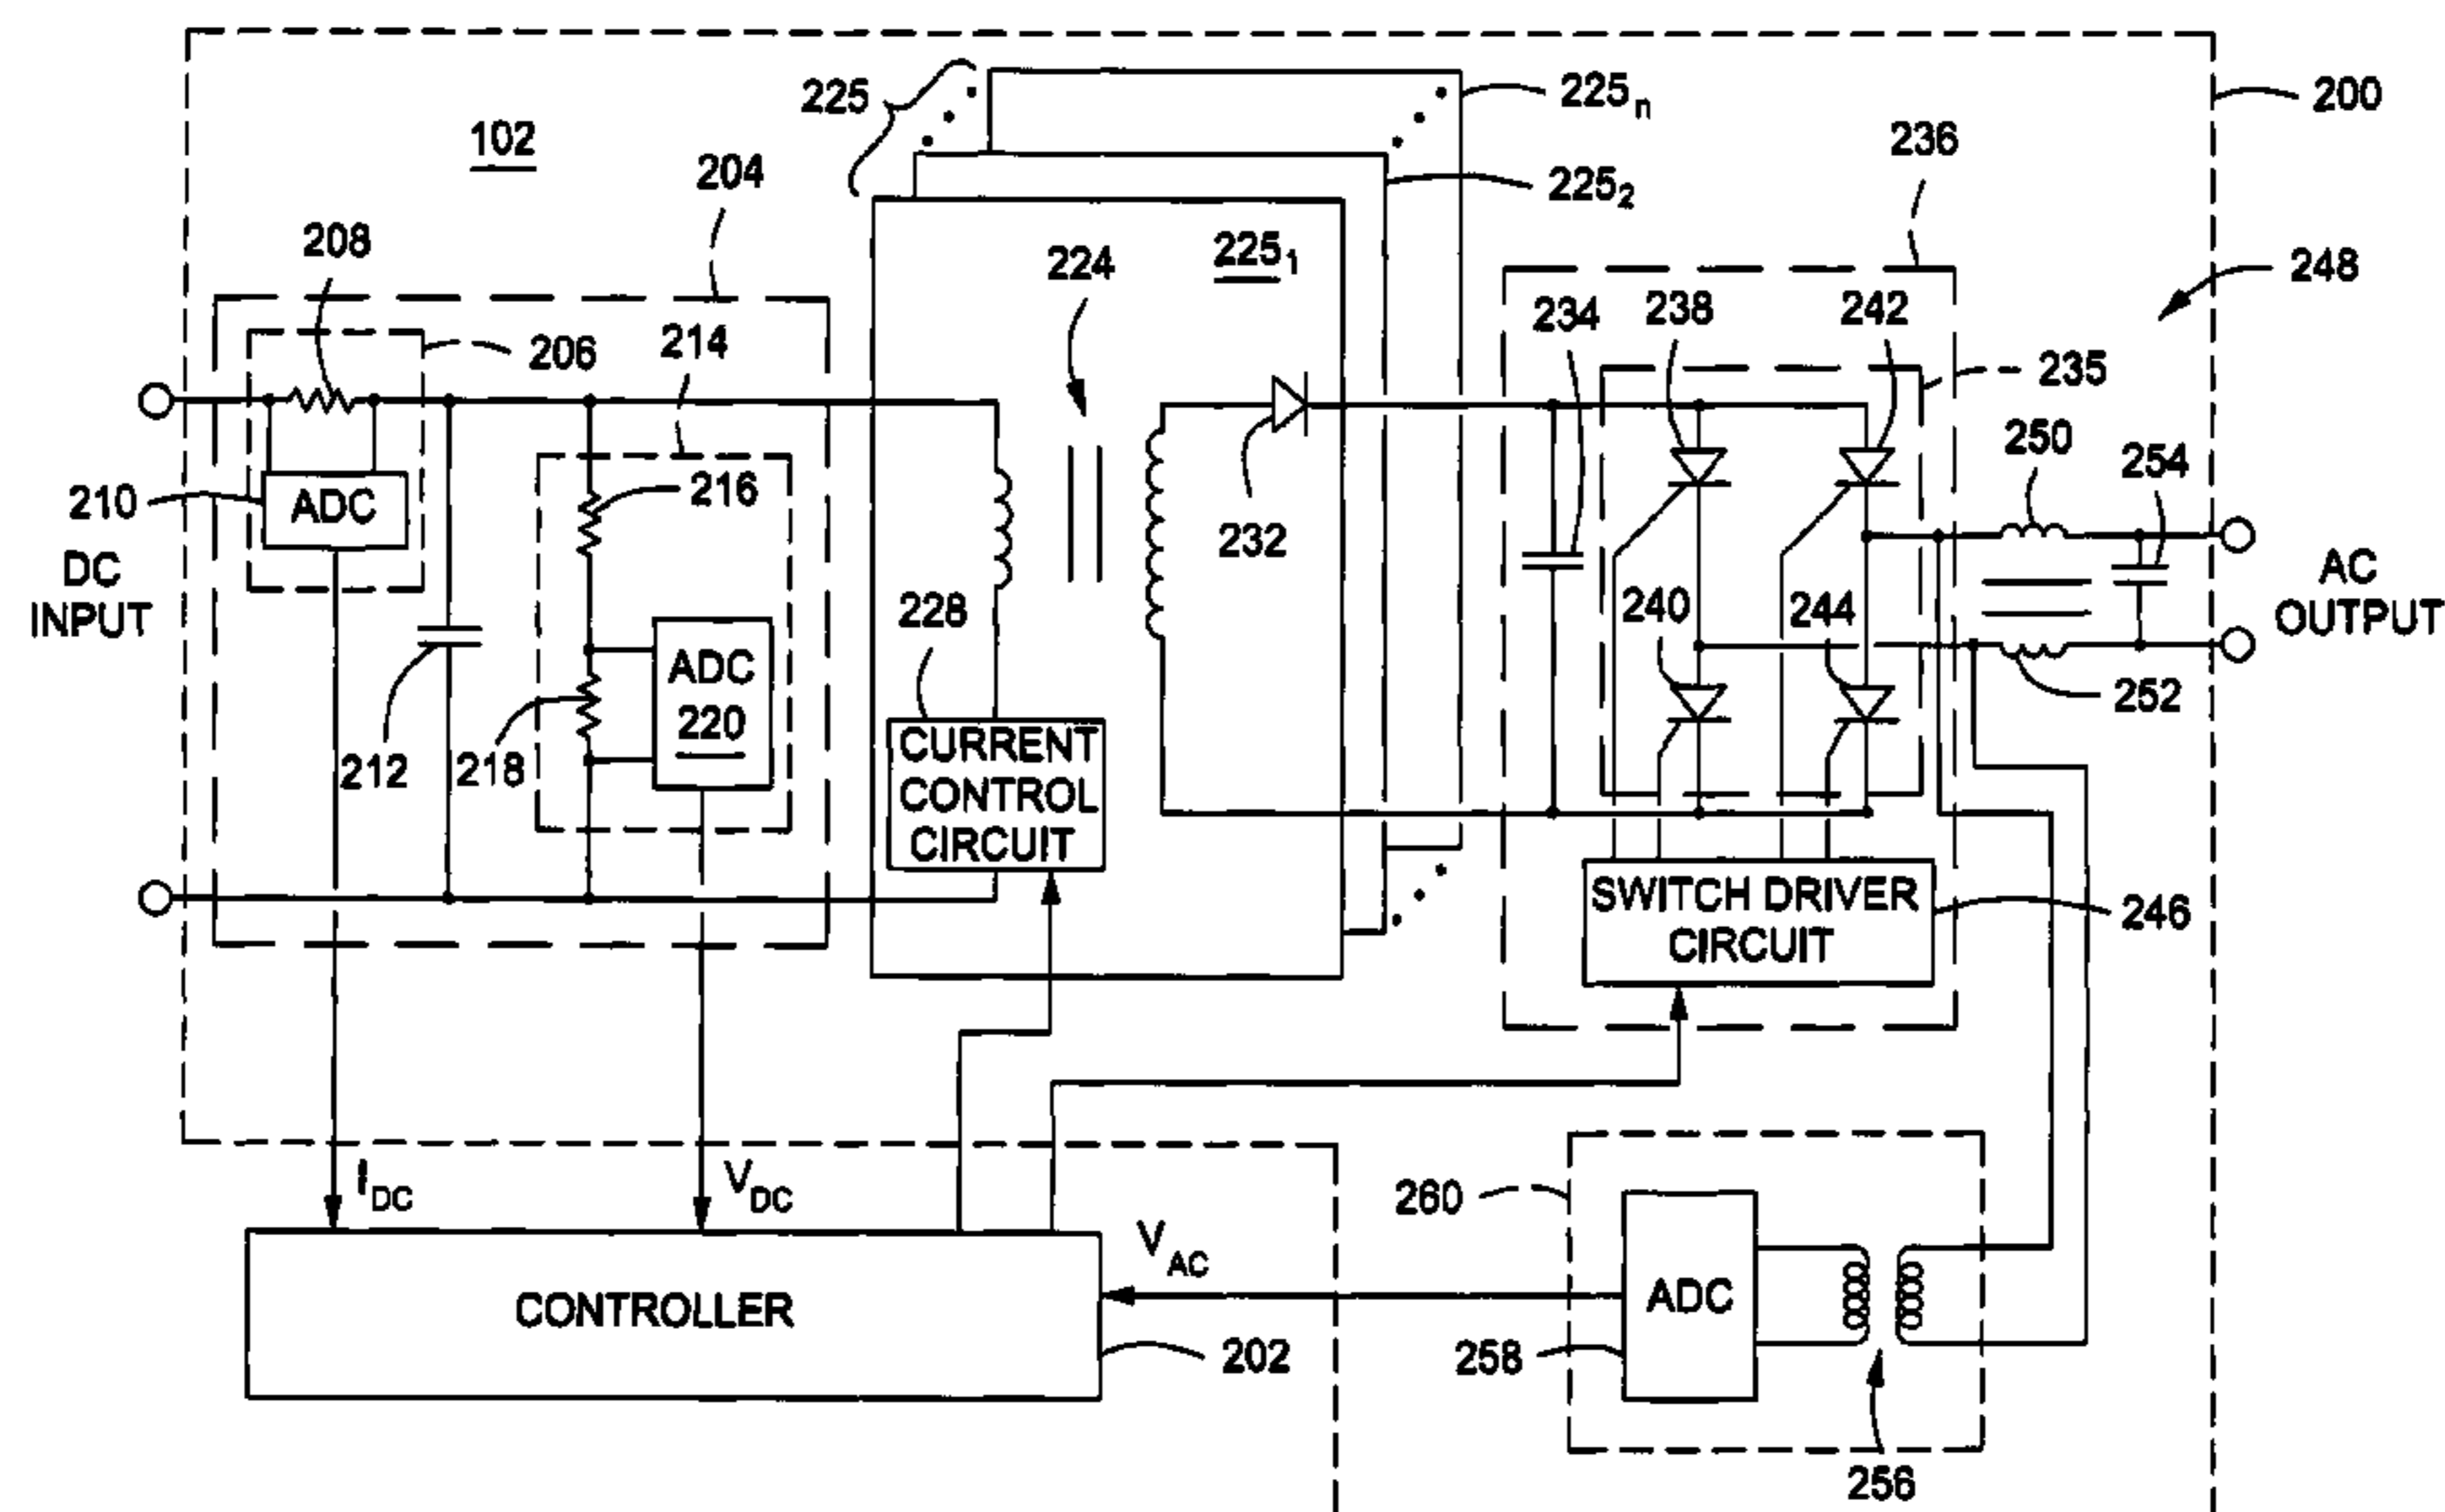 225
225n
200
102
236
204
2252
208
2251
224
248
234
238
242
206
214
235
250
254
216
210
ADC
232
DC
INPUT
AC
OUTPUT
228
240
244
ADC
220
252
212
218
CURRENT
CONTROL
CIRCUIT
SWITCH DRIVER
CIRCUIT
246
IDC
VDC
260
VAC
CONTROLLER
ADC
202
258
256